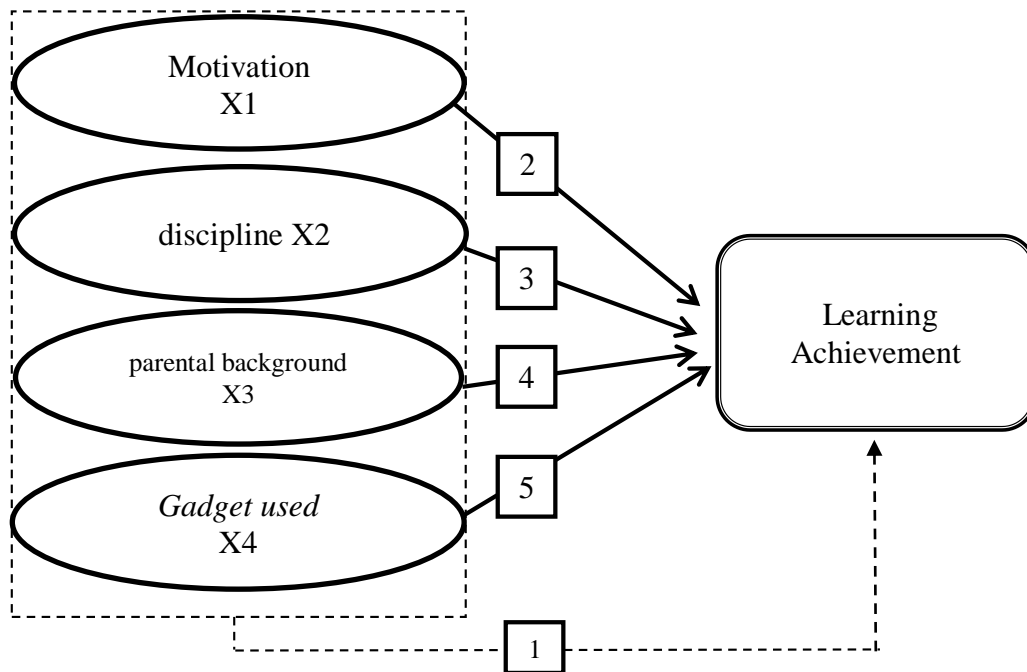 Motivation
X1
2
discipline X2
3
Learning
Achievement
parental background
X3
4
Gadget used
X4
5
1